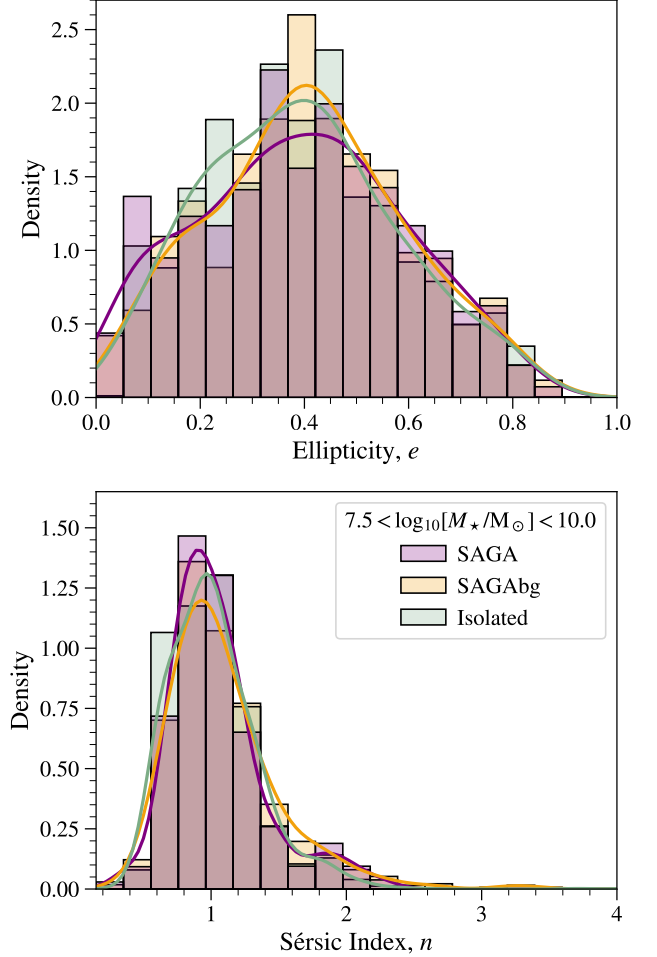 2.5
2.0
1.5
1.0
0.5
0.0
Density
0.0 0.2 0.4 0.6 0.8 1.0
Ellipticity, e
7.5 < log₁₀[M⋆/M⊙] < 10.0
SAGA
SAGAbg
Isolated
1.50
1.25
1.00
0.75
0.50
0.25
0.00
Density
1 2 3 4
Sérsic Index, n